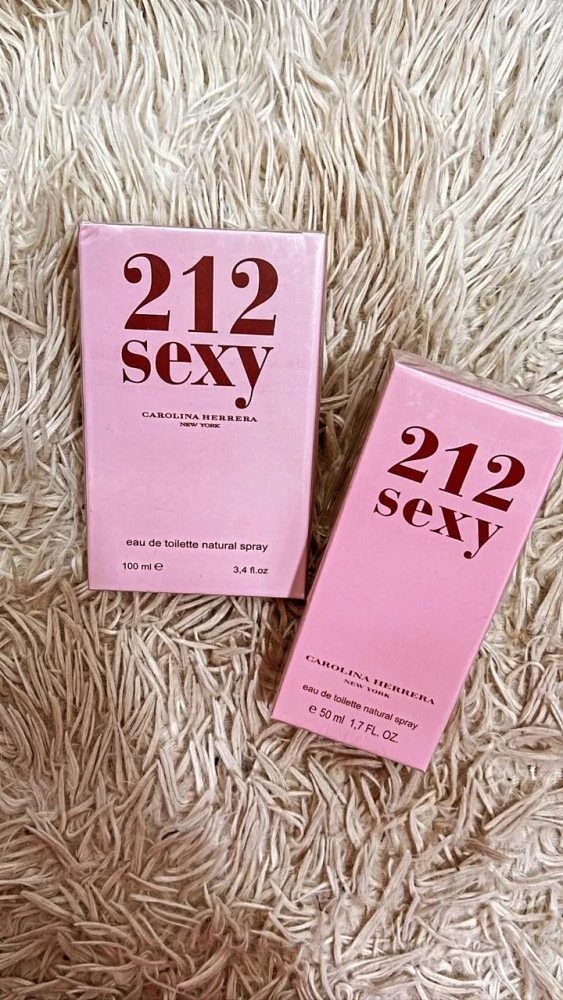 212
sexy
CAROLINA HERRERA
NEW YORK
eau de toilette natural spray
100 ml ℮ 3,4 fl.oz
212
sexy
CAROLINA HERRERA
NEW YORK
eau de toilette natural spray
℮ 50 ml 1,7 FL. OZ.